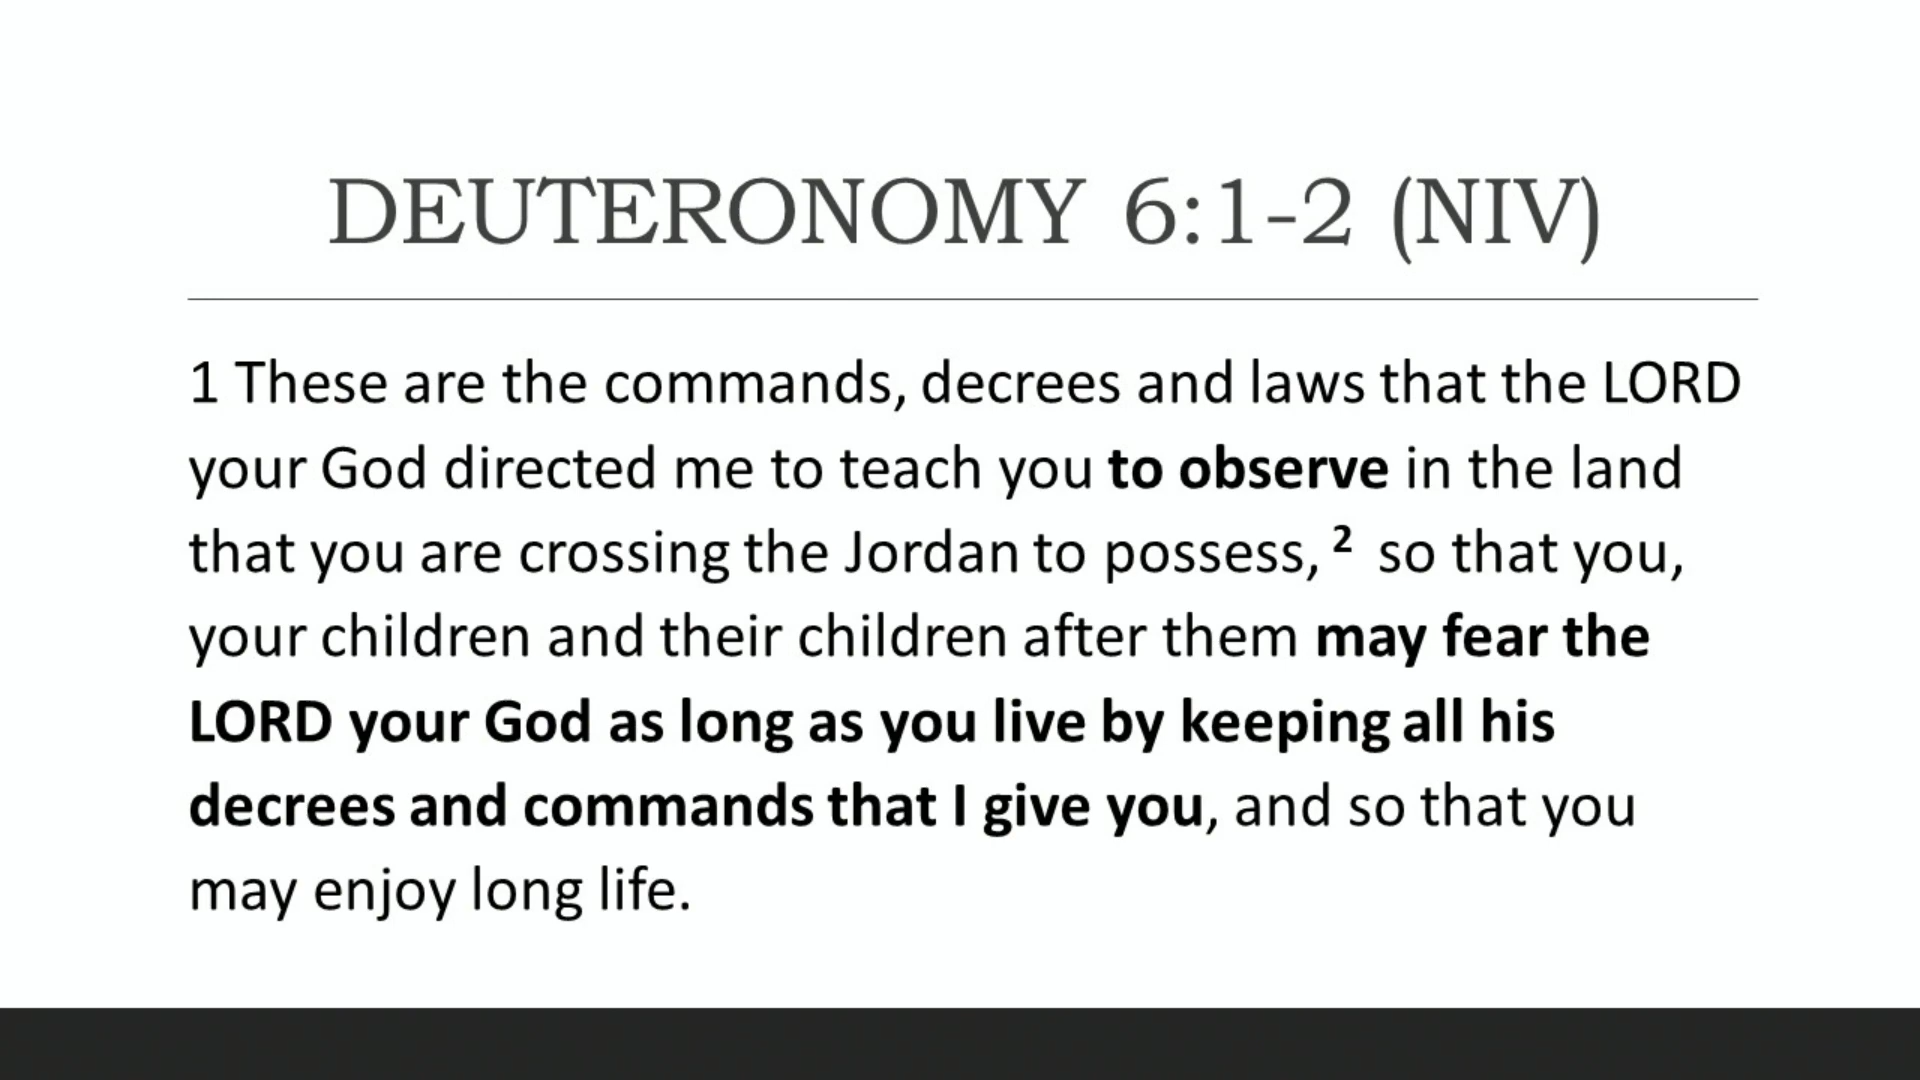 DEUTERONOMY 6:1-2 (NIV)
1 These are the commands, decrees and laws that the LORD
your God directed me to teach you to observe in the land
that you are crossing the Jordan to possess, ² so that you,
your children and their children after them may fear the
LORD your God as long as you live by keeping all his
decrees and commands that I give you, and so that you
may enjoy long life.